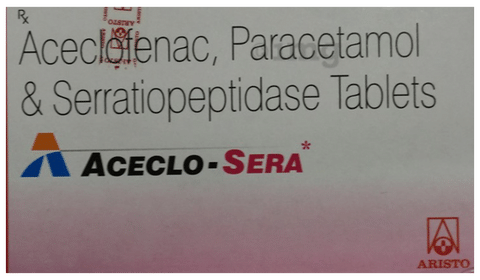 Rx
Aceclofenac, Paracetamol
& Serratiopeptidase Tablets
ACECLO-SERA*
ARISTO